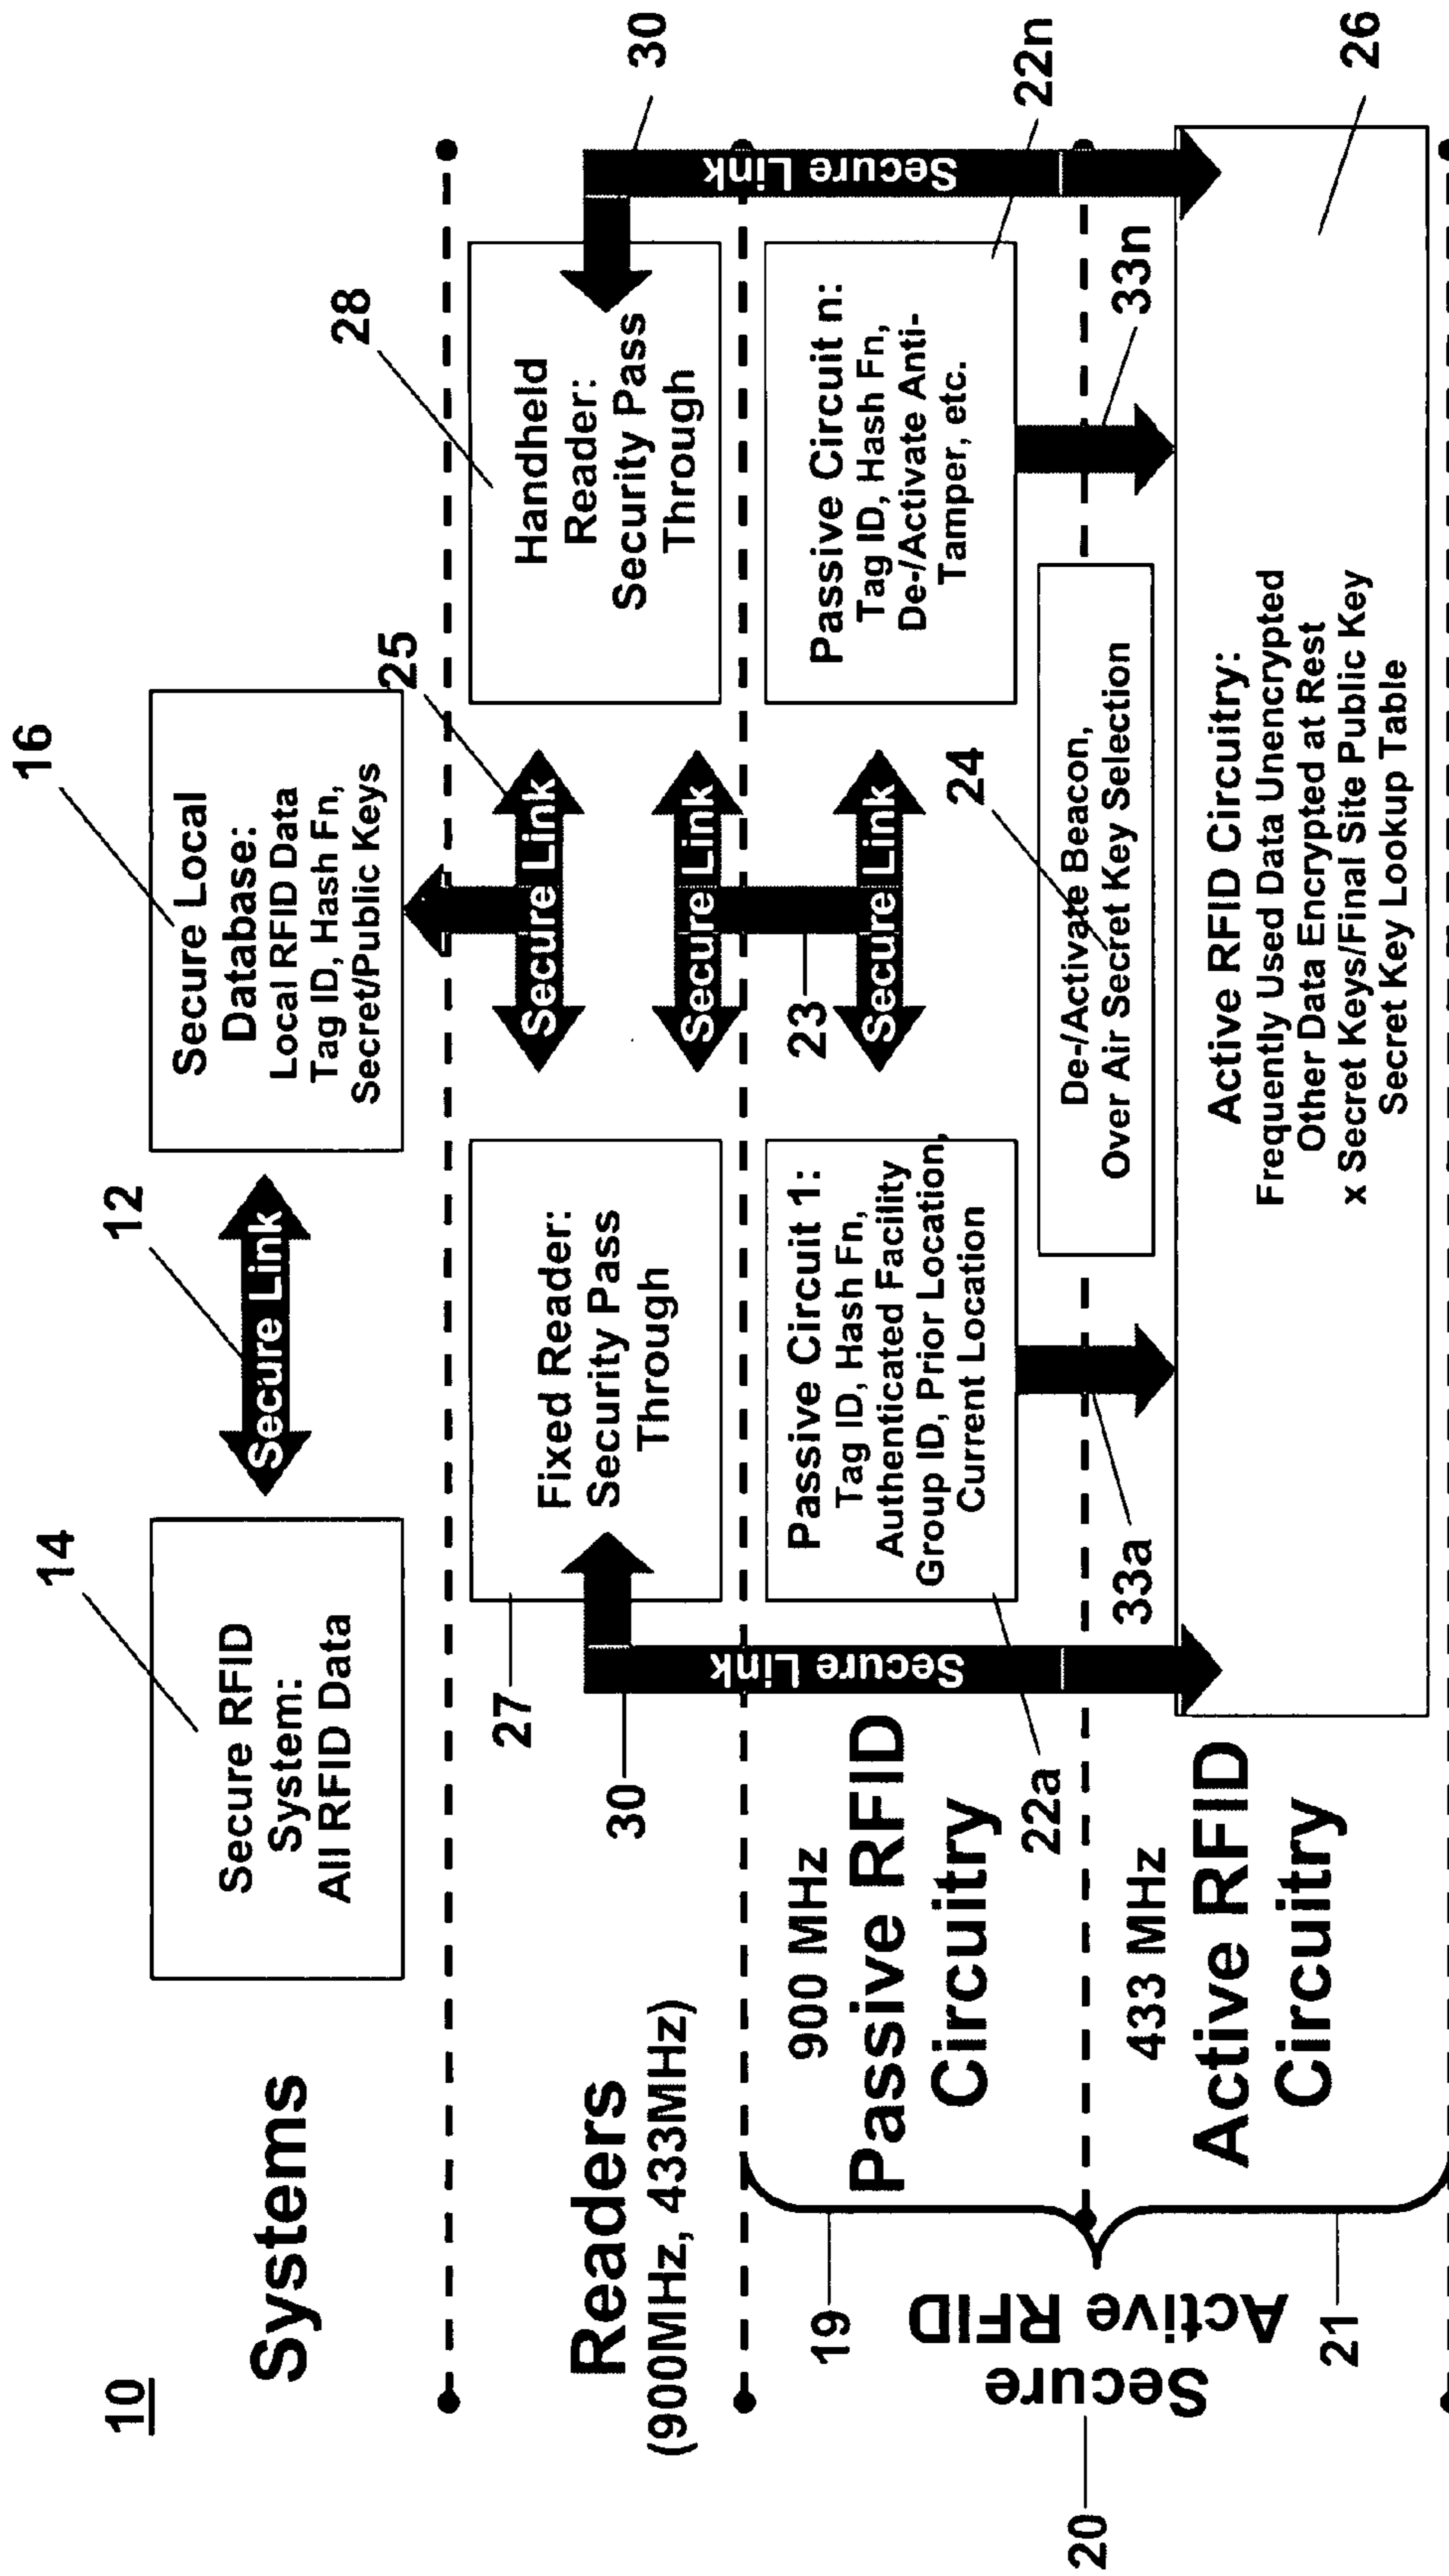 10
Systems
14
Secure RFID
System:
All RFID Data
12
Secure Link
16
Secure Local
Database:
Local RFID Data
Tag ID, Hash Fn,
Secret/Public Keys
Readers
(900MHz, 433MHz)
27
Fixed Reader:
Security Pass
Through
25
Secure Link
Secure Link
28
Handheld
Reader:
Security Pass
Through
30
Secure Link
30
Secure Link
20
Secure
Active RFID
19
900 MHz
Passive RFID
Circuitry
22a
Passive Circuit 1:
Tag ID, Hash Fn,
Authenticated Facility
Group ID, Prior Location,
Current Location
23
Secure Link
Passive Circuit n:
Tag ID, Hash Fn,
De-/Activate Anti-
Tamper, etc.
22n
24
De-/Activate Beacon,
Over Air Secret Key Selection
33a
33n
21
433 MHz
Active RFID
Circuitry
Active RFID Circuitry:
Frequently Used Data Unencrypted
Other Data Encrypted at Rest
x Secret Keys/Final Site Public Key
Secret Key Lookup Table
26